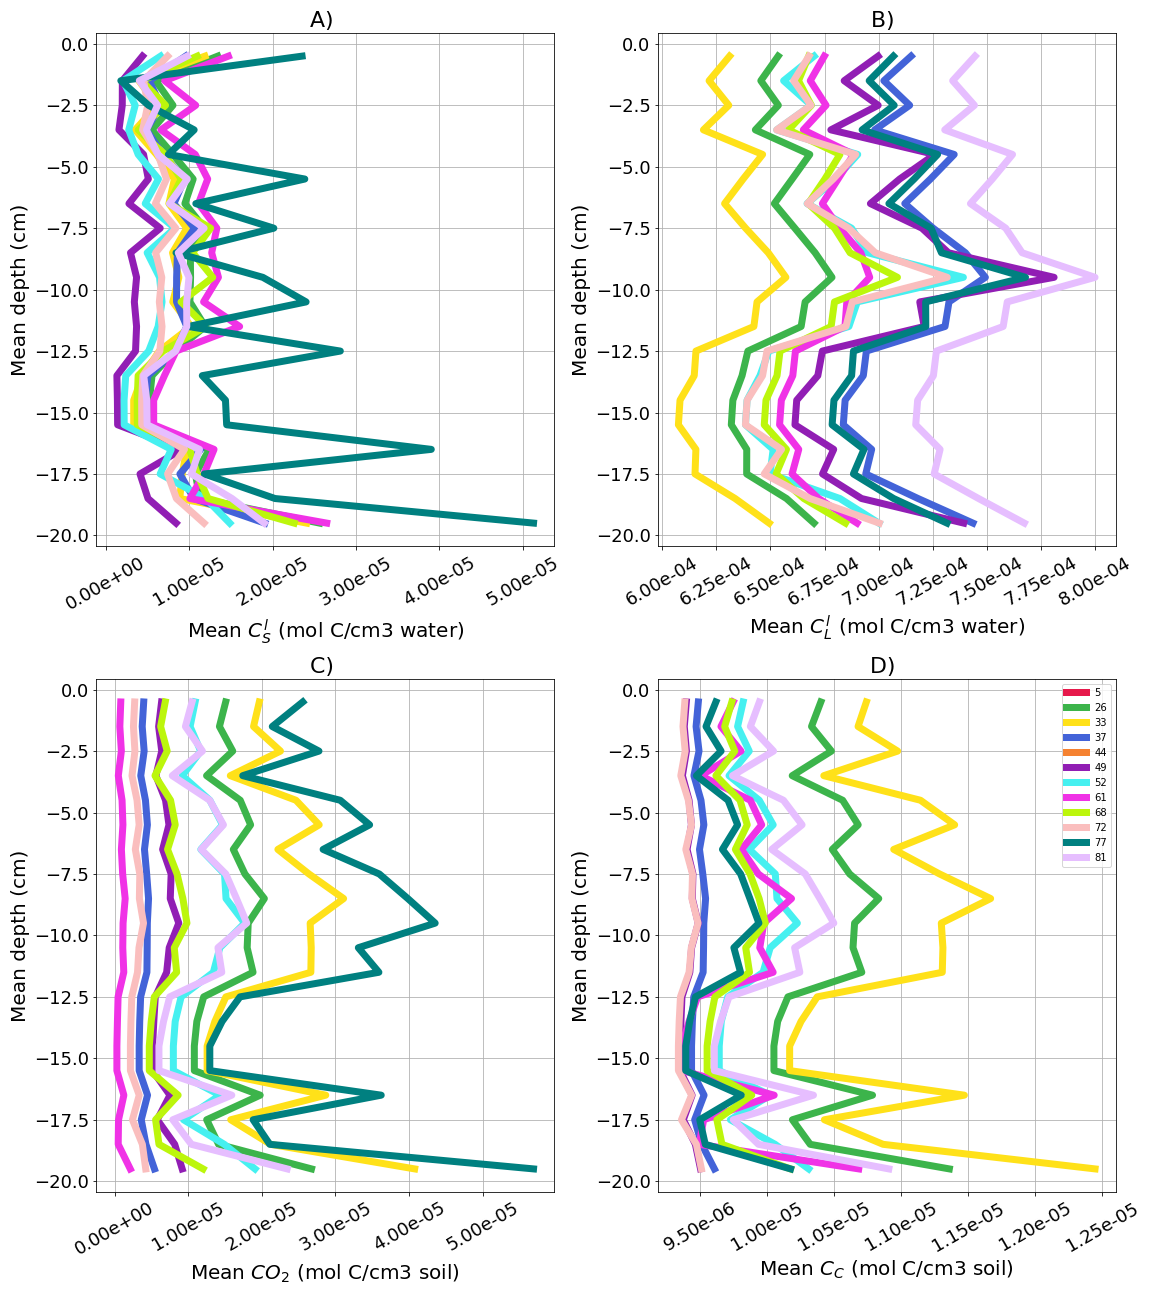 A)
B)
0.0
−2.5
−5.0
−7.5
−10.0
−12.5
−15.0
−17.5
−20.0
Mean depth (cm)
0.00e+00
1.00e-05
2.00e-05
3.00e-05
4.00e-05
5.00e-05
Mean $C_S^l$ (mol C/cm3 water)
0.0
−2.5
−5.0
−7.5
−10.0
−12.5
−15.0
−17.5
−20.0
Mean depth (cm)
6.00e-04
6.25e-04
6.50e-04
6.75e-04
7.00e-04
7.25e-04
7.50e-04
7.75e-04
8.00e-04
Mean $C_L^l$ (mol C/cm3 water)
C)
D)
0.0
−2.5
−5.0
−7.5
−10.0
−12.5
−15.0
−17.5
−20.0
Mean depth (cm)
0.00e+00
1.00e-05
2.00e-05
3.00e-05
4.00e-05
5.00e-05
Mean $CO_2$ (mol C/cm3 soil)
0.0
−2.5
−5.0
−7.5
−10.0
−12.5
−15.0
−17.5
−20.0
Mean depth (cm)
9.50e-06
1.00e-05
1.05e-05
1.10e-05
1.15e-05
1.20e-05
1.25e-05
Mean $C_C$ (mol C/cm3 soil)
5
26
33
37
44
49
52
61
68
72
77
81